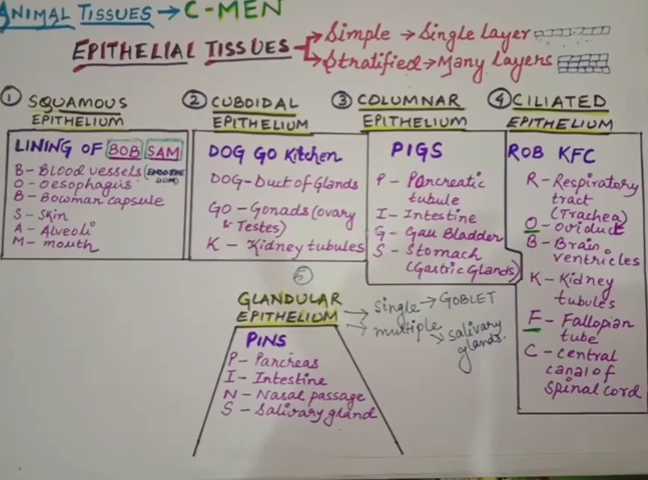 ANIMAL TISSUES → C-MEN
EPITHELIAL TISSUES
Simple → Single Layer
Stratified → Many Layers
① SQUAMOUS
EPITHELIUM
LINING OF BOB SAM
B - Blood vessels (ENDOTHE
LIUM)
O - Oesophagus
B - Bowman capsule
S - Skin
A - Alveoli
M - mouth
② CUBOIDAL
EPITHELIUM
DOG GO Kitchen
DOG - Duct of Glands
GO - Gonads (ovary
& Testes)
K - Kidney tubules
③ COLUMNAR
EPITHELIUM
PIGS
P - Pancreatic
tubule
I - Intestine
G - Gall Bladder
S - Stomach
(Gastric Glands)
④ CILIATED
EPITHELIUM
ROB KFC
R - Respiratory
tract
(Trachea)
O - oviduct
B - Brain
ventricles
K - Kidney
tubules
F - Fallopian
tube
C - central
canal of
Spinal cord
⑤
GLANDULAR
EPITHELIUM
→ Single → GOBLET
→ multiple
→ salivary
glands.
PINS
P - Pancreas
I - Intestine
N - Nasal passage
S - Salivary gland